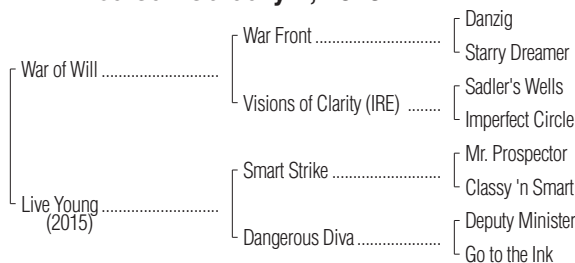 Danzig
War Front ........................................
Starry Dreamer
War of Will .....................................
Sadler's Wells
Visions of Clarity (IRE) ........
Imperfect Circle
Mr. Prospector
Smart Strike ..................................
Classy 'n Smart
Live Young .....................................
(2015)
Deputy Minister
Dangerous Diva ..........................
Go to the Ink